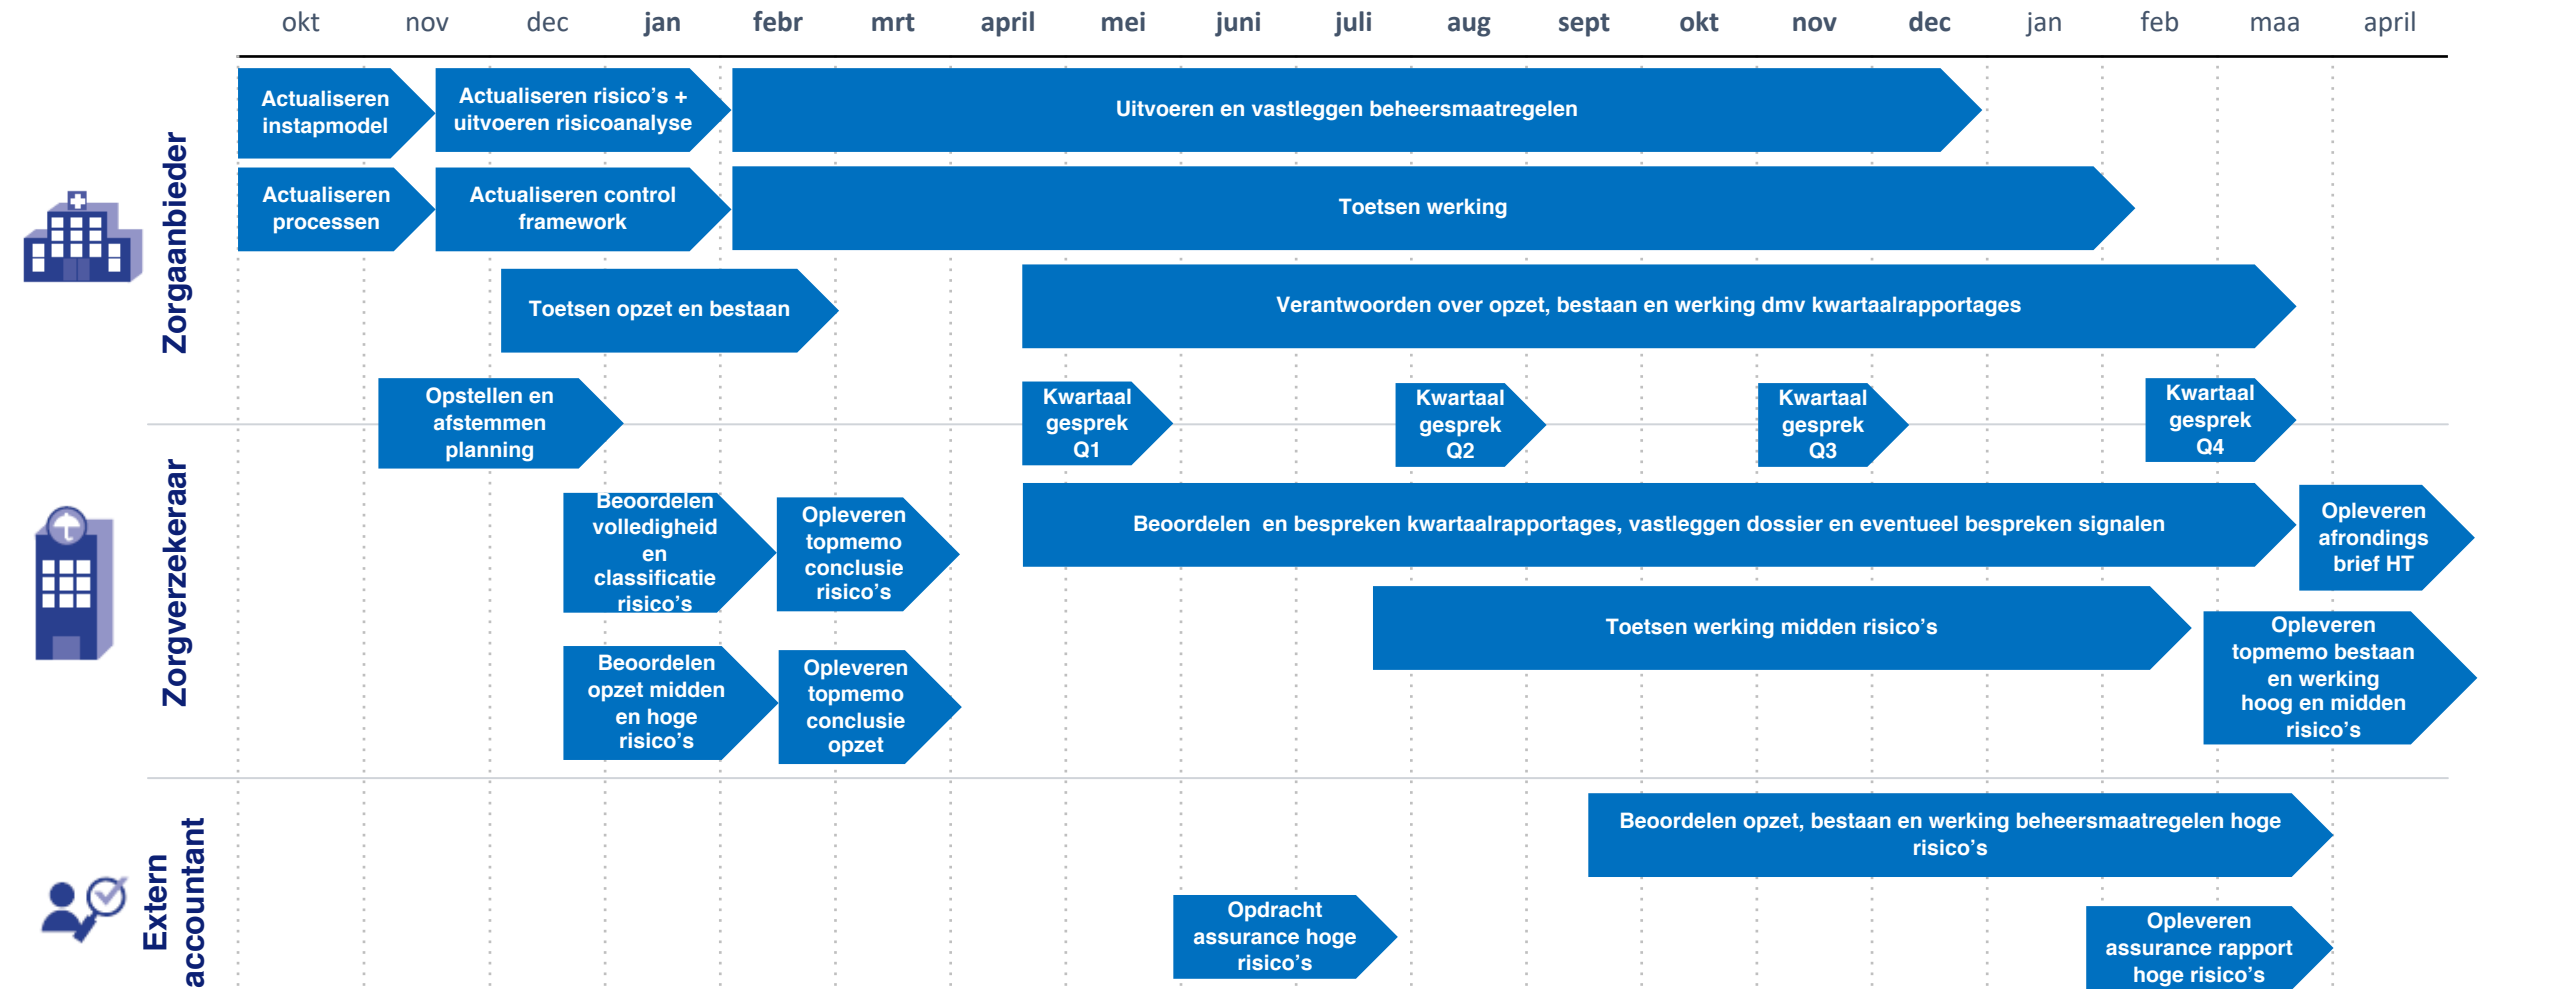 okt nov dec jan febr mrt april mei juni juli aug sept okt nov dec jan feb maa april
Zorgaanbieder
Actualiseren
instapmodel
Actualiseren risico’s +
uitvoeren risicoanalyse
Uitvoeren en vastleggen beheersmaatregelen
Actualiseren
processen
Actualiseren control
framework
Toetsen werking
Toetsen opzet en bestaan
Verantwoorden over opzet, bestaan en werking dmv kwartaalrapportages
Opstellen en
afstemmen
planning
Kwartaal
gesprek
Q1
Kwartaal
gesprek
Q2
Kwartaal
gesprek
Q3
Kwartaal
gesprek
Q4
Zorgverzekeraar
Beoordelen
volledigheid
en
classificatie
risico’s
Opleveren
topmemo
conclusie
risico’s
Beoordelen en bespreken kwartaalrapportages, vastleggen dossier en eventueel bespreken signalen
Opleveren
afrondings
brief HT
Toetsen werking midden risico’s
Opleveren
topmemo bestaan
en werking
hoog en midden
risico’s
Beoordelen
opzet midden
en hoge
risico’s
Opleveren
topmemo
conclusie
opzet
Extern
accountant
Beoordelen opzet, bestaan en werking beheersmaatregelen hoge
risico’s
Opdracht
assurance hoge
risico’s
Opleveren
assurance rapport
hoge risico’s